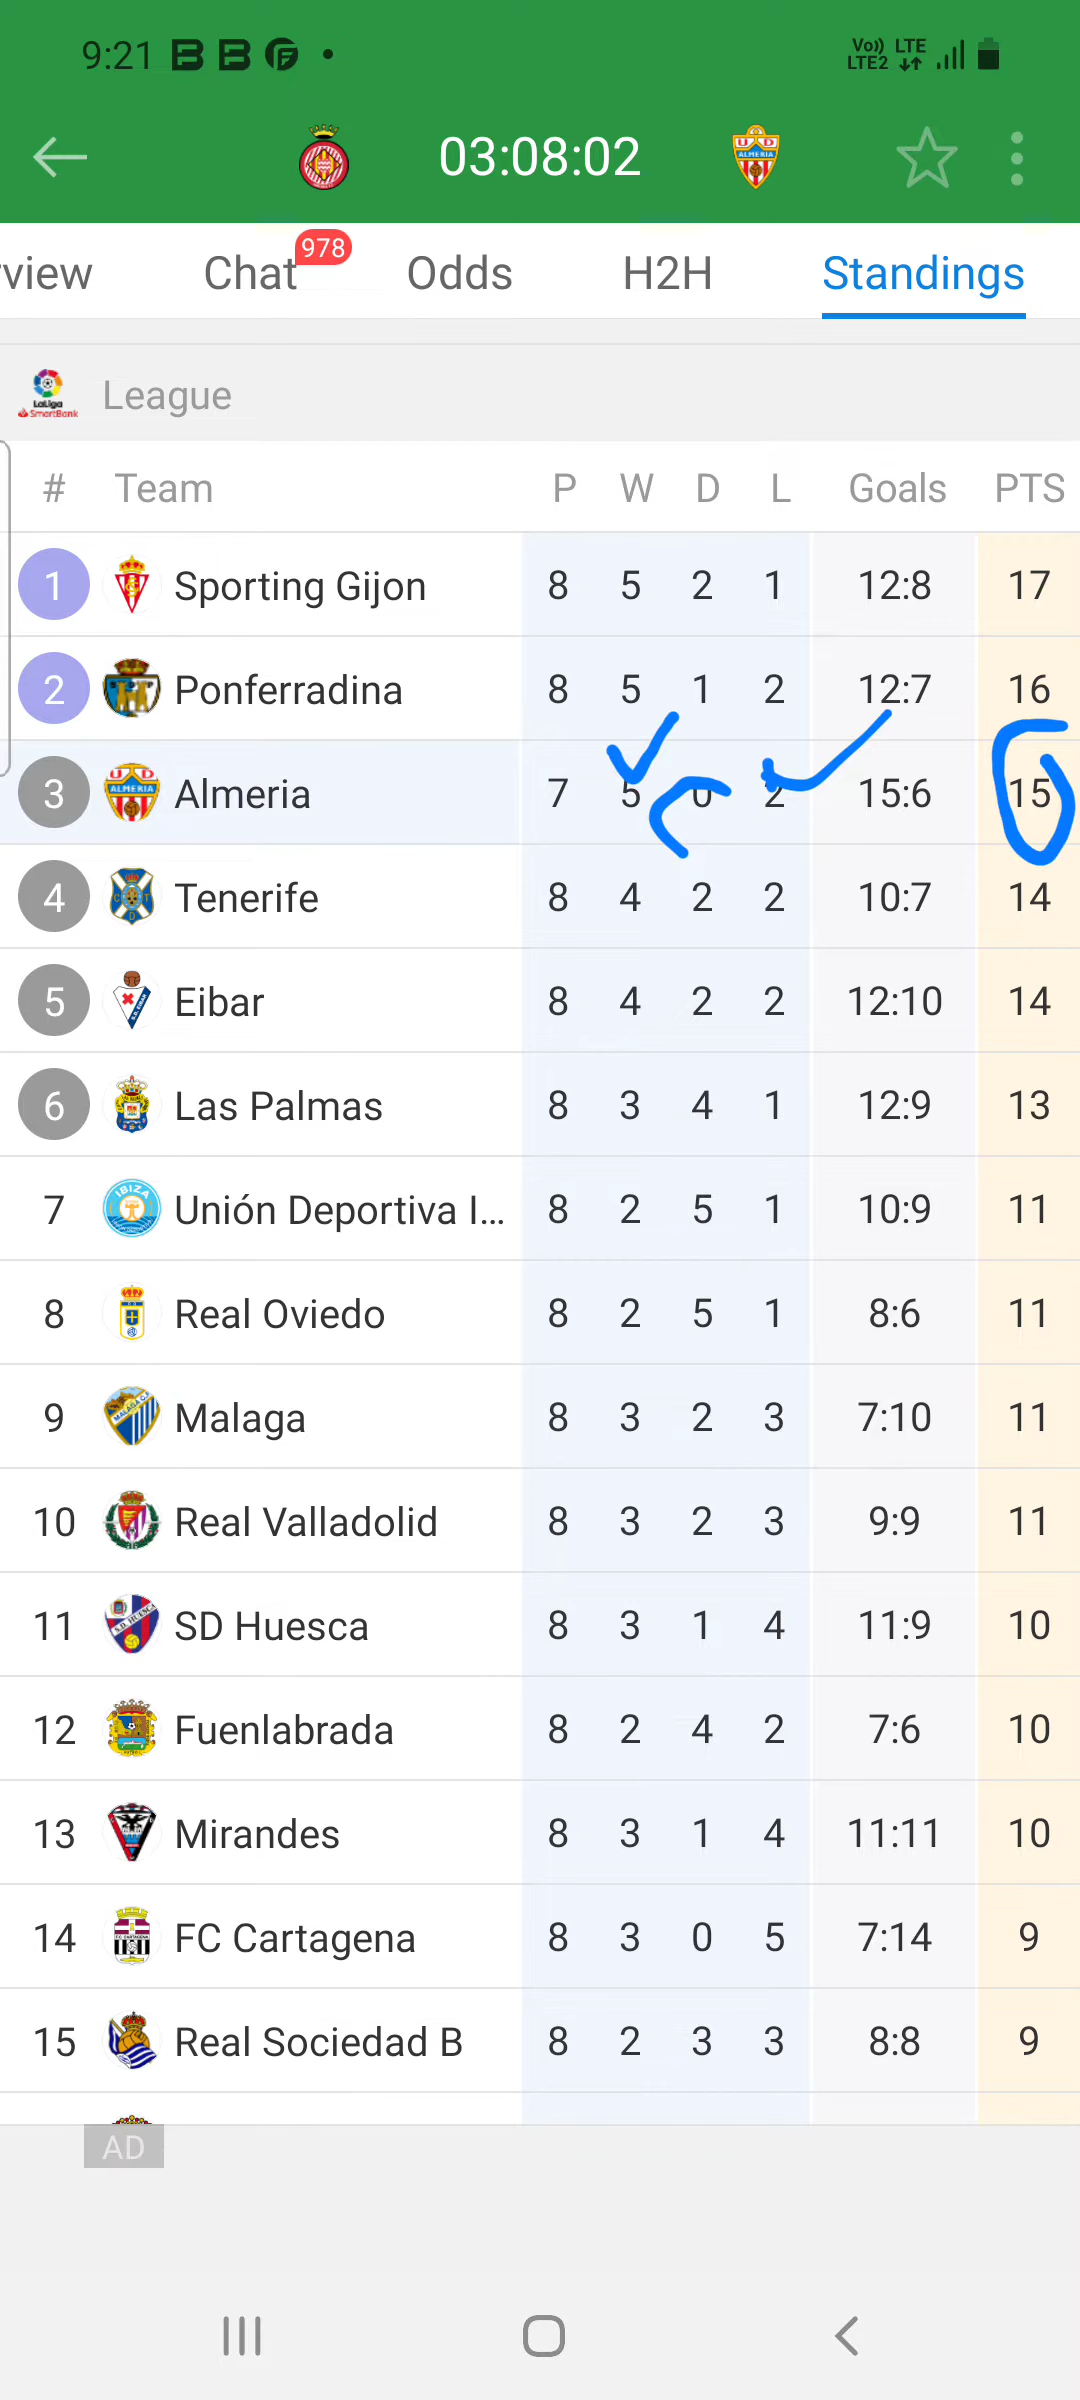 9:21 Vo)) LTE LTE2
03:08:02
view Chat 978 Odds H2H Standings
League
# Team P W D L Goals PTS
1 Sporting Gijon 8 5 2 1 12:8 17
2 Ponferradina 8 5 1 2 12:7 16
3 Almeria 7 5 0 2 15:6 15
4 Tenerife 8 4 2 2 10:7 14
5 Eibar 8 4 2 2 12:10 14
6 Las Palmas 8 3 4 1 12:9 13
7 Unión Deportiva I... 8 2 5 1 10:9 11
8 Real Oviedo 8 2 5 1 8:6 11
9 Malaga 8 3 2 3 7:10 11
10 Real Valladolid 8 3 2 3 9:9 11
11 SD Huesca 8 3 1 4 11:9 10
12 Fuenlabrada 8 2 4 2 7:6 10
13 Mirandes 8 3 1 4 11:11 10
14 FC Cartagena 8 3 0 5 7:14 9
15 Real Sociedad B 8 2 3 3 8:8 9
AD